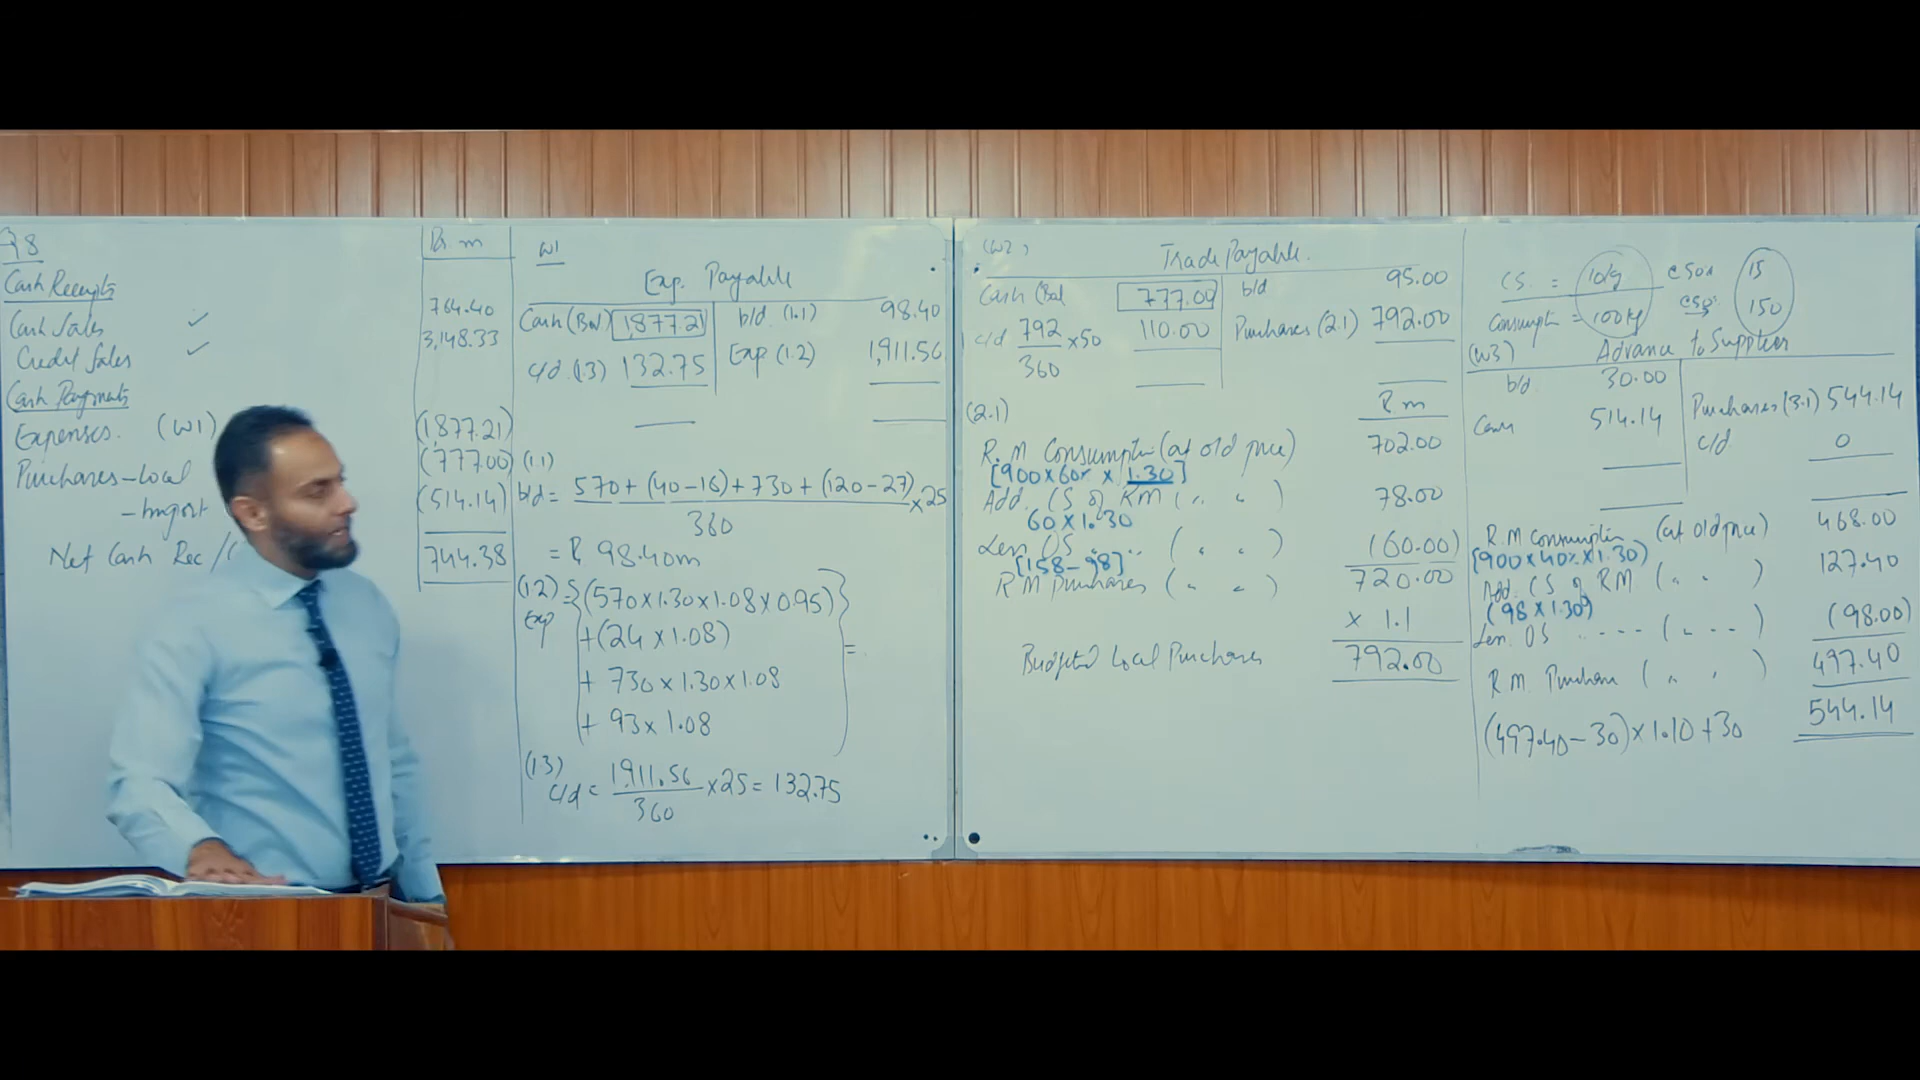 Q8
Rs. m
Cash Receipts
Cash Sales ✓ 764.40
Credit Sales ✓ 3,148.33
Cash Payments
Expenses. (W1) (1,877.21)
Purchases - Local (777.00)
- Import (514.14)
Net Cash Rec / 744.38
W1
Exp. Payable
Cash (Bal) 1,877.21 b/d. (1.1) 98.40
c/d (1.3) 132.75 Exp (1.2) 1,911.56
(1.1)
b/d = 570 + (40-16) + 730 + (120-27) × 25
360
= Rs 98.40m
(1.2) = {(570×1.30×1.08×0.95)
Exp + (24 × 1.08)
+ 730 × 1.30 × 1.08
+ 93 × 1.08 } =
(1.3)
c/d = 1,911.56 × 25 = 132.75
360
(W2)
Trade Payable.
Cash (Bal 777.00 b/d 95.00
c/d 792 × 50 110.00 Purchases (2.1) 792.00
360
(2.1) R.m
R.M Consumption (at old price) 702.00
[900 × 60% × 1.30]
Add. CS of RM ( " " ) 78.00
60 × 1.30
Less OS ( " " ) (60.00)
[158-98]
R M Purchases ( " " ) 720.00
× 1.1
Budgeted Local Purchases 792.00
CS. = 10kg 15
Consumption = 100kg 150
(W3) Advance to Supplier
b/d 30.00 Purchases (3.1) 544.14
Cash 514.14 c/d 0
R.M consumption (at old price) 468.00
[900×40%×1.30)
Add. CS of RM ( " " ) 127.40
(98 × 1.30)
Less. OS ---- ( " -- ) (98.00)
R.M. Purchase ( " " ) 497.40
(497.40-30) × 1.10 + 30 544.14